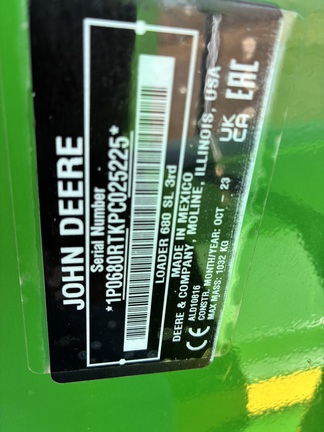 JOHN DEERE
Serial Number
*1P0680RTKPC025225*
LOADER 680 SL 3rd
MADE IN MEXICO
DEERE & COMPANY, MOLINE, ILLINOIS, USA
ALD10816
CONSTR. MONTH/YEAR: OCT - 23
MAX MASS: 1032 KG
CE
UK
CA
EAC